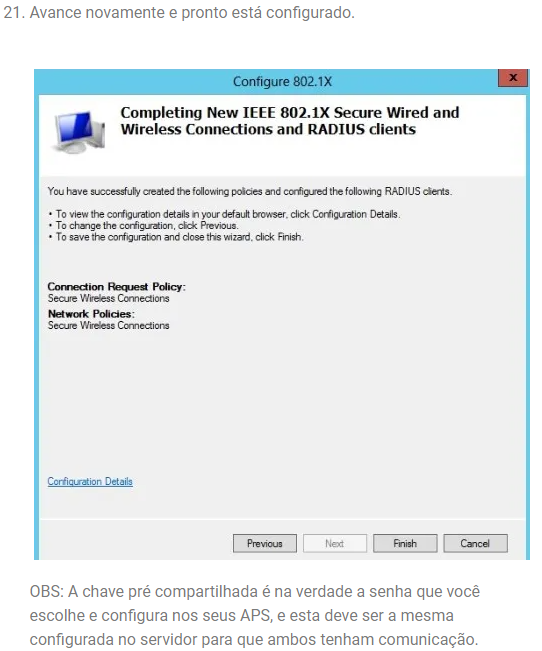 21. Avance novamente e pronto está configurado.
Configure 802.1X
x
Completing New IEEE 802.1X Secure Wired and
Wireless Connections and RADIUS clients
You have successfully created the following policies and configured the following RADIUS clients.
• To view the configuration details in your default browser, click Configuration Details.
• To change the configuration, click Previous.
• To save the configuration and close this wizard, click Finish.
Connection Request Policy:
Secure Wireless Connections
Network Policies:
Secure Wireless Connections
Configuration Details
Previous Next Finish Cancel
OBS: A chave pré compartilhada é na verdade a senha que você
escolhe e configura nos seus APS, e esta deve ser a mesma
configurada no servidor para que ambos tenham comunicação.